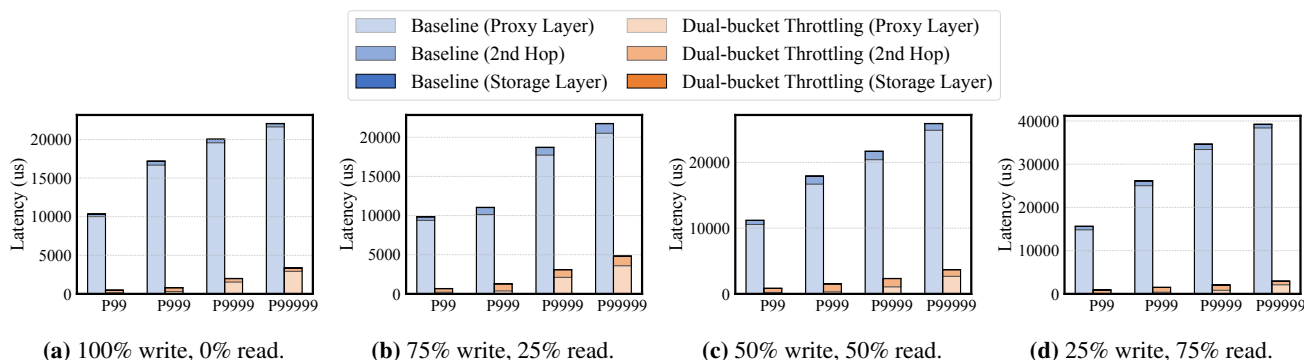 Baseline (Proxy Layer) Dual-bucket Throttling (Proxy Layer)
Baseline (2nd Hop) Dual-bucket Throttling (2nd Hop)
Baseline (Storage Layer) Dual-bucket Throttling (Storage Layer)
Latency (us)
20000
15000
10000
5000
0
P99 P999 P9999 P99999
(a) 100% write, 0% read.
Latency (us)
20000
15000
10000
5000
0
P99 P999 P9999 P99999
(b) 75% write, 25% read.
Latency (us)
20000
10000
0
P99 P999 P9999 P99999
(c) 50% write, 50% read.
Latency (us)
40000
30000
20000
10000
0
P99 P999 P9999 P99999
(d) 25% write, 75% read.